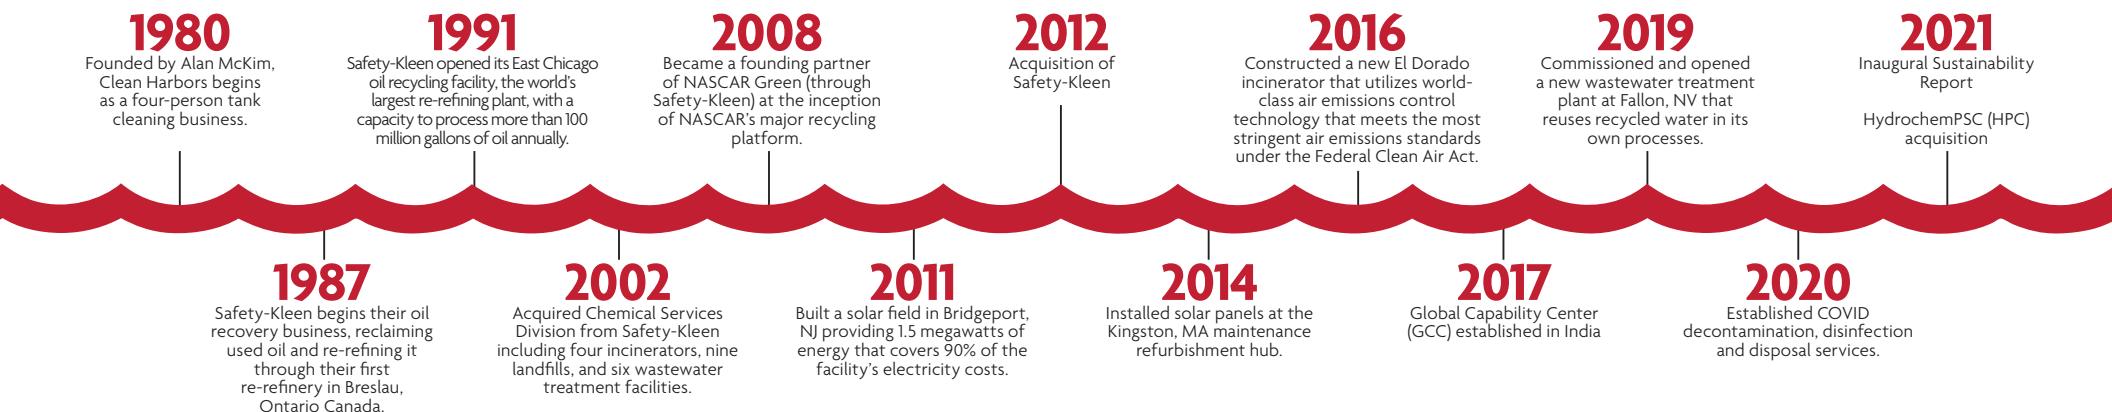 1980
Founded by Alan McKim,
Clean Harbors begins
as a four-person tank
cleaning business.
1991
Safety-Kleen opened its East Chicago
oil recycling facility, the world's
largest re-refining plant, with a
capacity to process more than 100
million gallons of oil annually.
2008
Became a founding partner
of NASCAR Green (through
Safety-Kleen) at the inception
of NASCAR's major recycling
platform.
2012
Acquisition of
Safety-Kleen
2016
Constructed a new El Dorado
incinerator that utilizes world-
class air emissions control
technology that meets the most
stringent air emissions standards
under the Federal Clean Air Act.
2019
Commissioned and opened
a new wastewater treatment
plant at Fallon, NV that
reuses recycled water in its
own processes.
2021
Inaugural Sustainability
Report
HydrochemPSC (HPC)
acquisition
1987
Safety-Kleen begins their oil
recovery business, reclaiming
used oil and re-refining it
through their first
re-refinery in Breslau,
Ontario Canada.
2002
Acquired Chemical Services
Division from Safety-Kleen
including four incinerators, nine
landfills, and six wastewater
treatment facilities.
2011
Built a solar field in Bridgeport,
NJ providing 1.5 megawatts of
energy that covers 90% of the
facility's electricity costs.
2014
Installed solar panels at the
Kingston, MA maintenance
refurbishment hub.
2017
Global Capability Center
(GCC) established in India
2020
Established COVID
decontamination, disinfection
and disposal services.